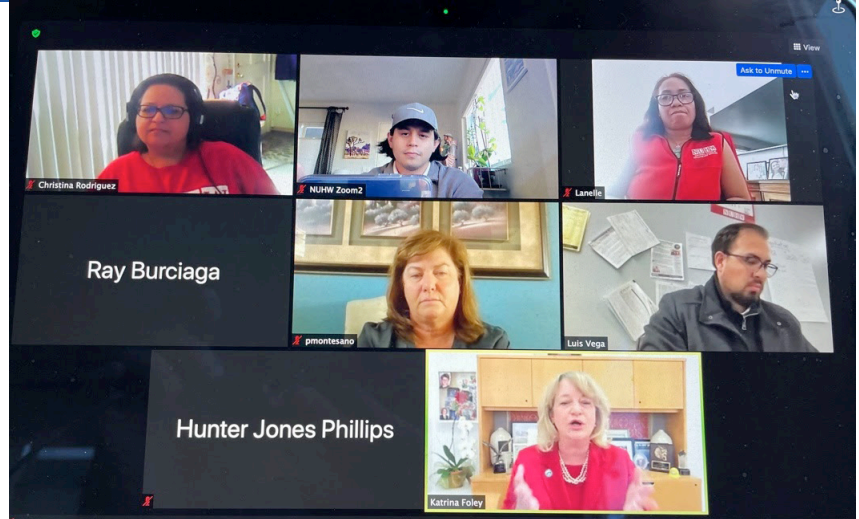 View
Ask to Unmute
Christina Rodriguez
NUHW Zoom2
Lanelle
Ray Burciaga
pmontesano
Luis Vega
Hunter Jones Phillips
Katrina Foley